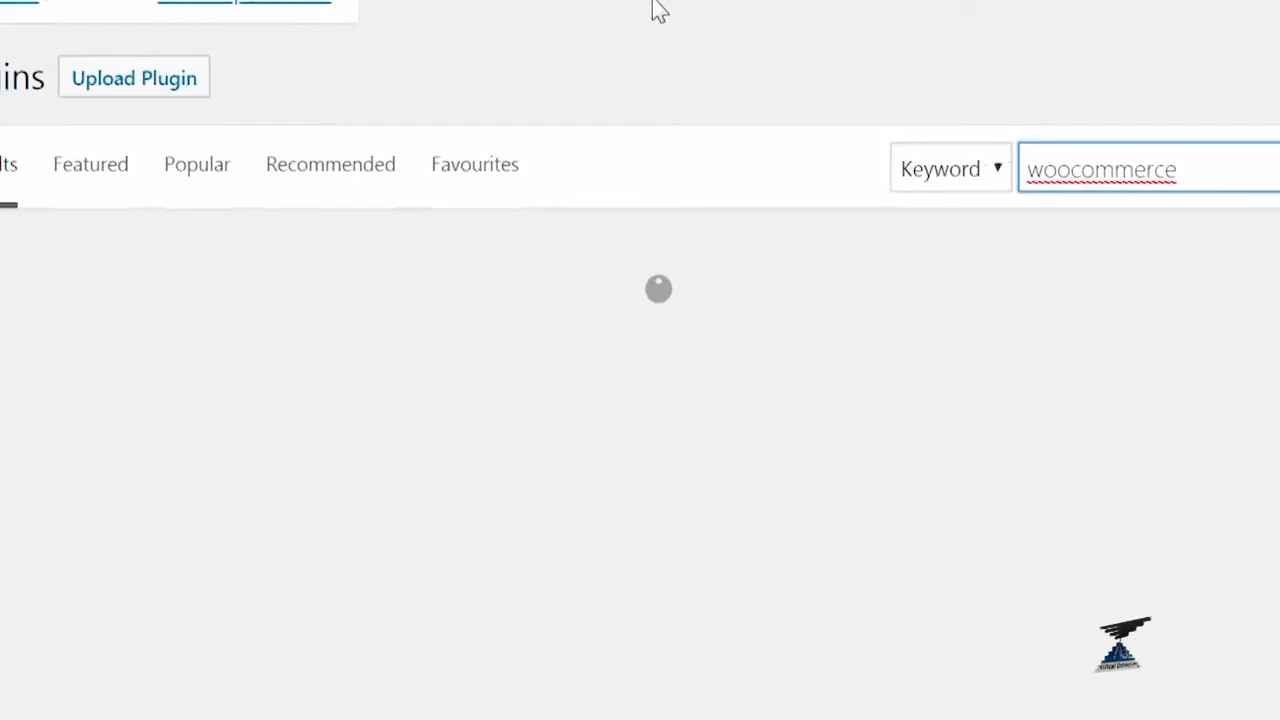 ins
Upload Plugin
lts
Featured
Popular
Recommended
Favourites
Keyword
woocommerce